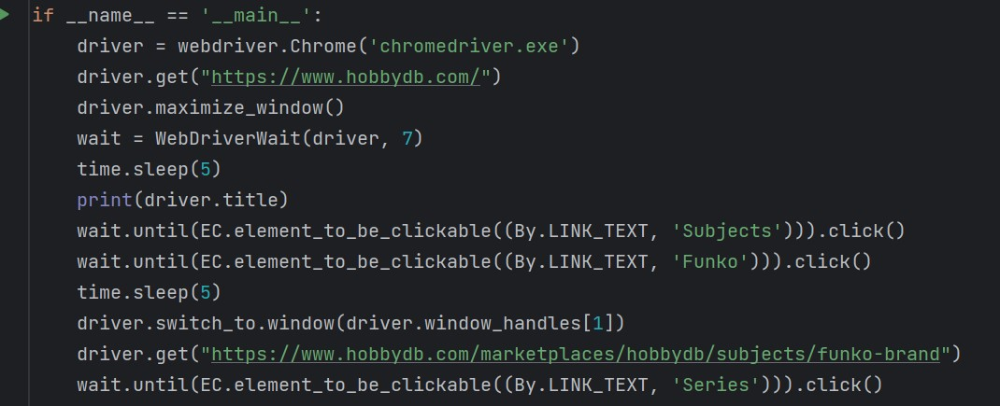 if __name__ == '__main__':
    driver = webdriver.Chrome('chromedriver.exe')
    driver.get("https://www.hobbydb.com/")
    driver.maximize_window()
    wait = WebDriverWait(driver, 7)
    time.sleep(5)
    print(driver.title)
    wait.until(EC.element_to_be_clickable((By.LINK_TEXT, 'Subjects'))).click()
    wait.until(EC.element_to_be_clickable((By.LINK_TEXT, 'Funko'))).click()
    time.sleep(5)
    driver.switch_to.window(driver.window_handles[1])
    driver.get("https://www.hobbydb.com/marketplaces/hobbydb/subjects/funko-brand")
    wait.until(EC.element_to_be_clickable((By.LINK_TEXT, 'Series'))).click()